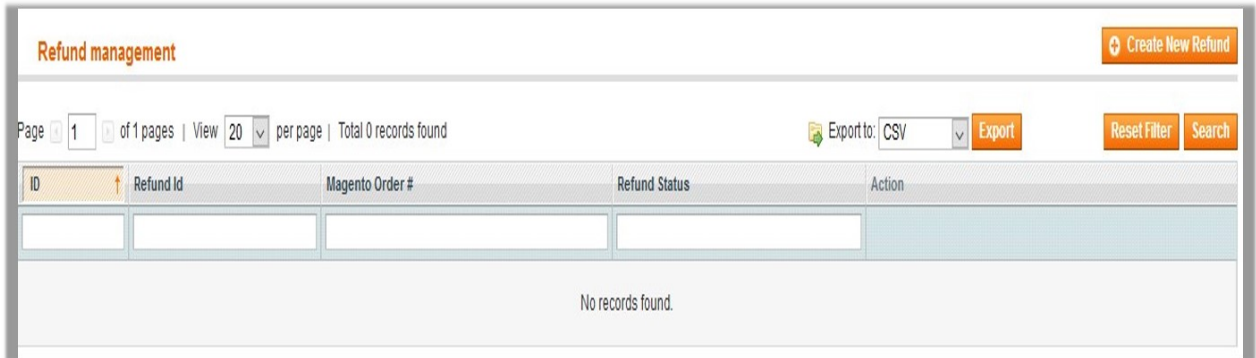 Refund management
Create New Refund
Page 1 of 1 pages | View 20 per page | Total 0 records found Export to: CSV Export Reset Filter Search
ID Refund Id Magento Order # Refund Status Action
No records found.